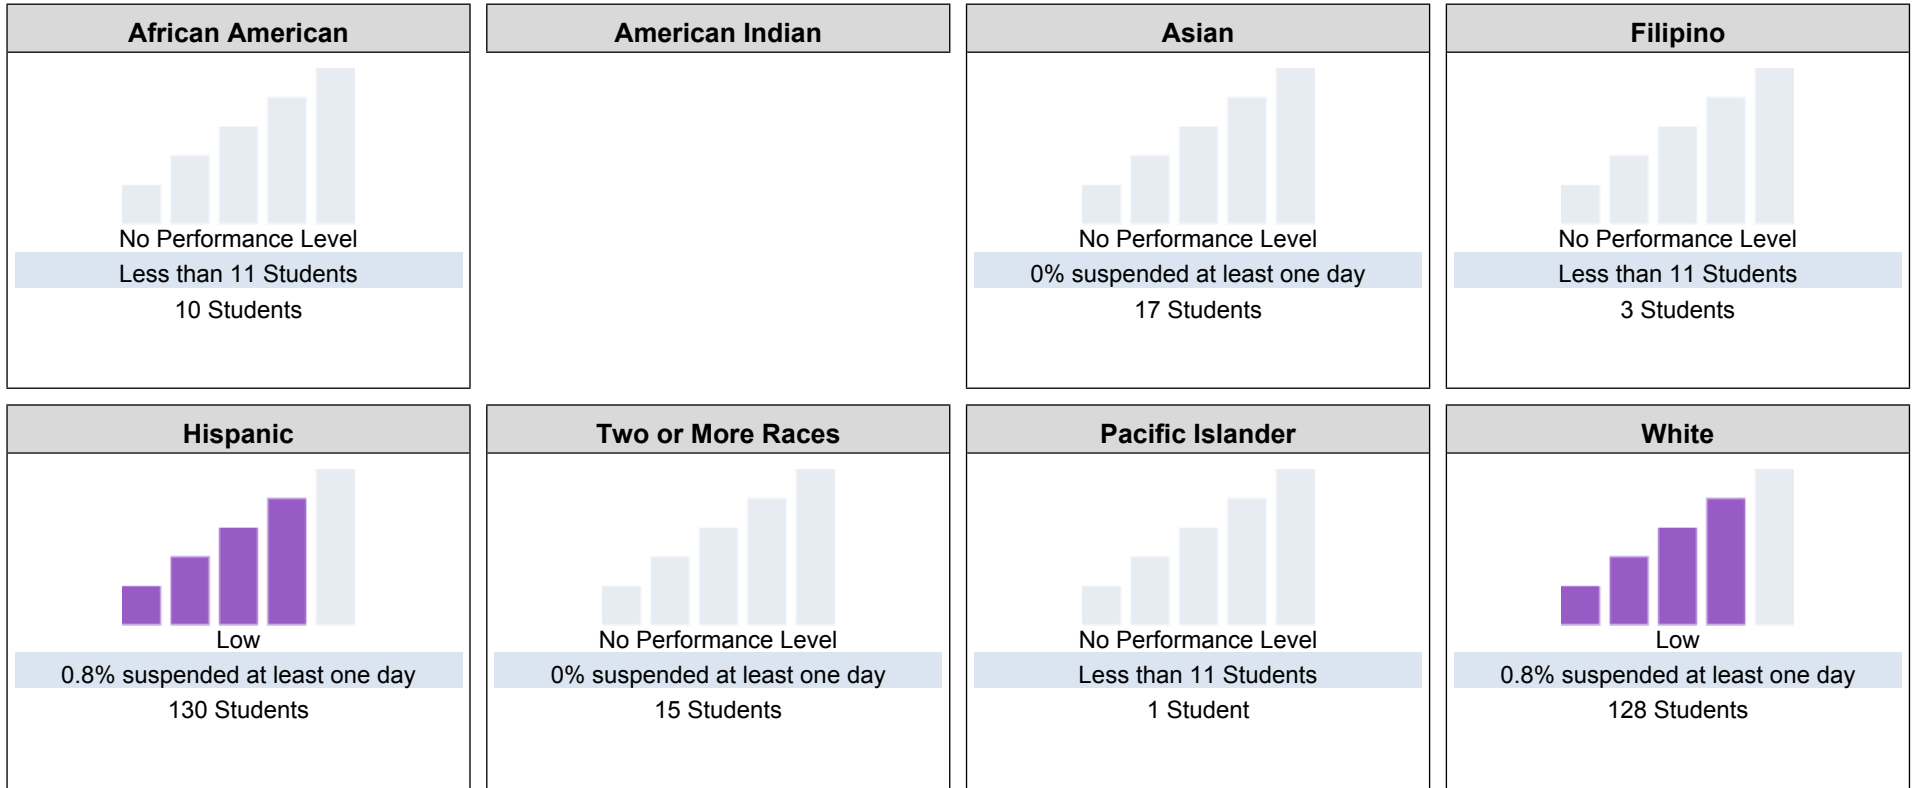 African American
No Performance Level
Less than 11 Students
10 Students
American Indian
Asian
No Performance Level
0% suspended at least one day
17 Students
Filipino
No Performance Level
Less than 11 Students
3 Students
Hispanic
Low
0.8% suspended at least one day
130 Students
Two or More Races
No Performance Level
0% suspended at least one day
15 Students
Pacific Islander
No Performance Level
Less than 11 Students
1 Student
White
Low
0.8% suspended at least one day
128 Students